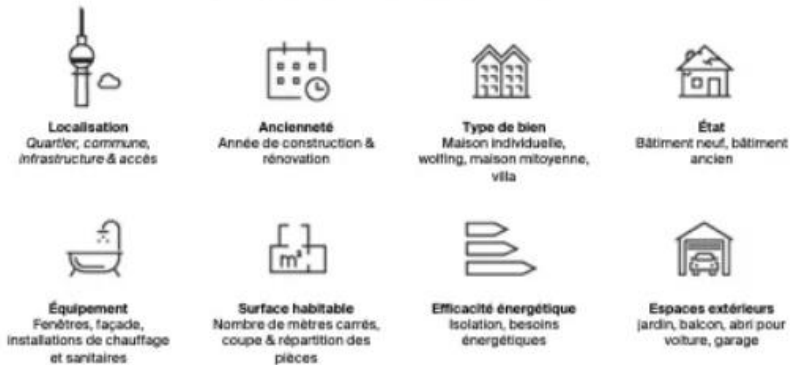 Localisation
Quartier, commune,
infrastructure & accès
Ancienneté
Année de construction &
rénovation
Type de bien
Maison individuelle,
wolfing, maison mitoyenne,
villa
État
Bâtiment neuf, bâtiment
ancien
m²
Équipement
Fenêtres, façade,
installations de chauffage
et sanitaires
Surface habitable
Nombre de mètres carrés,
coupe & répartition des
pièces
Efficacité énergétique
Isolation, besoins
énergétiques
Espaces extérieurs
jardin, balcon, abri pour
voiture, garage